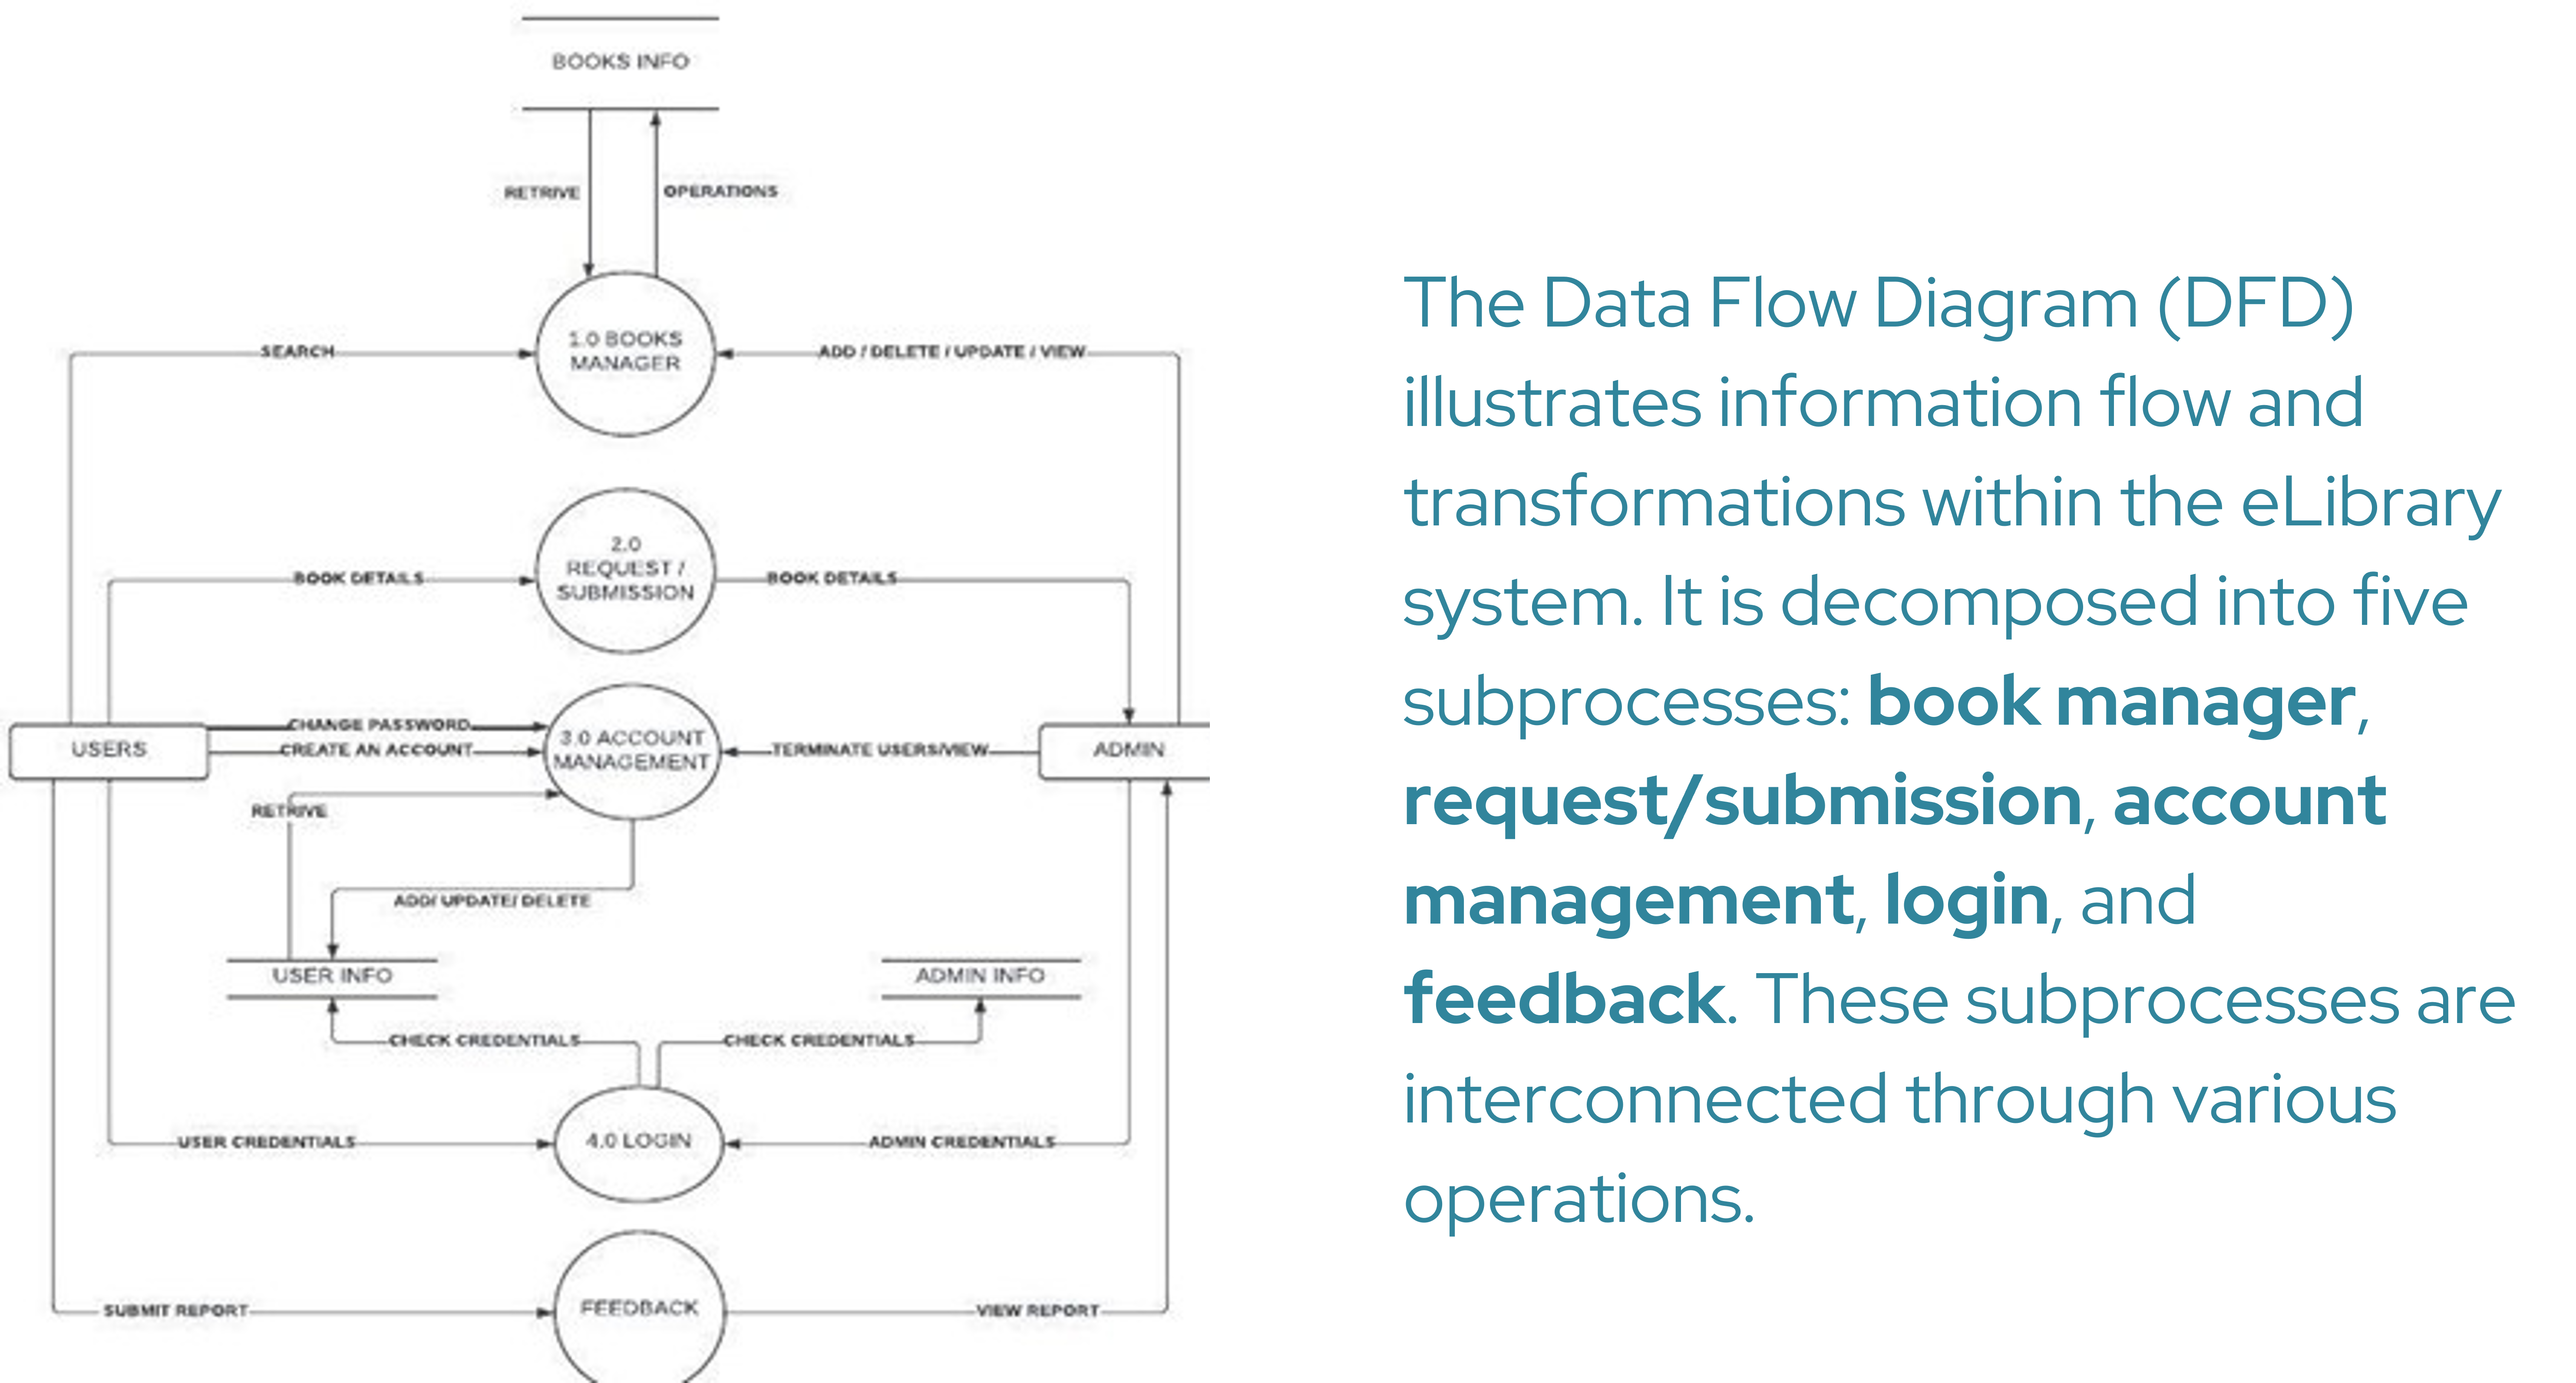 BOOKS INFO
RETRIVE
OPERATIONS
1.0 BOOKS
MANAGER
SEARCH
ADD / DELETE / UPDATE / VIEW
2.0
REQUEST /
SUBMISSION
BOOK DETAILS
BOOK DETAILS
CHANGE PASSWORD
USERS
CREATE AN ACCOUNT
3.0 ACCOUNT
MANAGEMENT
TERMINATE USERS/VIEW
ADMIN
RETRIVE
ADD/ UPDATE/ DELETE
USER INFO
ADMIN INFO
CHECK CREDENTIALS
CHECK CREDENTIALS
USER CREDENTIALS
4.0 LOGIN
ADMIN CREDENTIALS
SUBMIT REPORT
FEEDBACK
VIEW REPORT
The Data Flow Diagram (DFD)
illustrates information flow and
transformations within the eLibrary
system. It is decomposed into five
subprocesses: book manager,
request/submission, account
management, login, and
feedback. These subprocesses are
interconnected through various
operations.